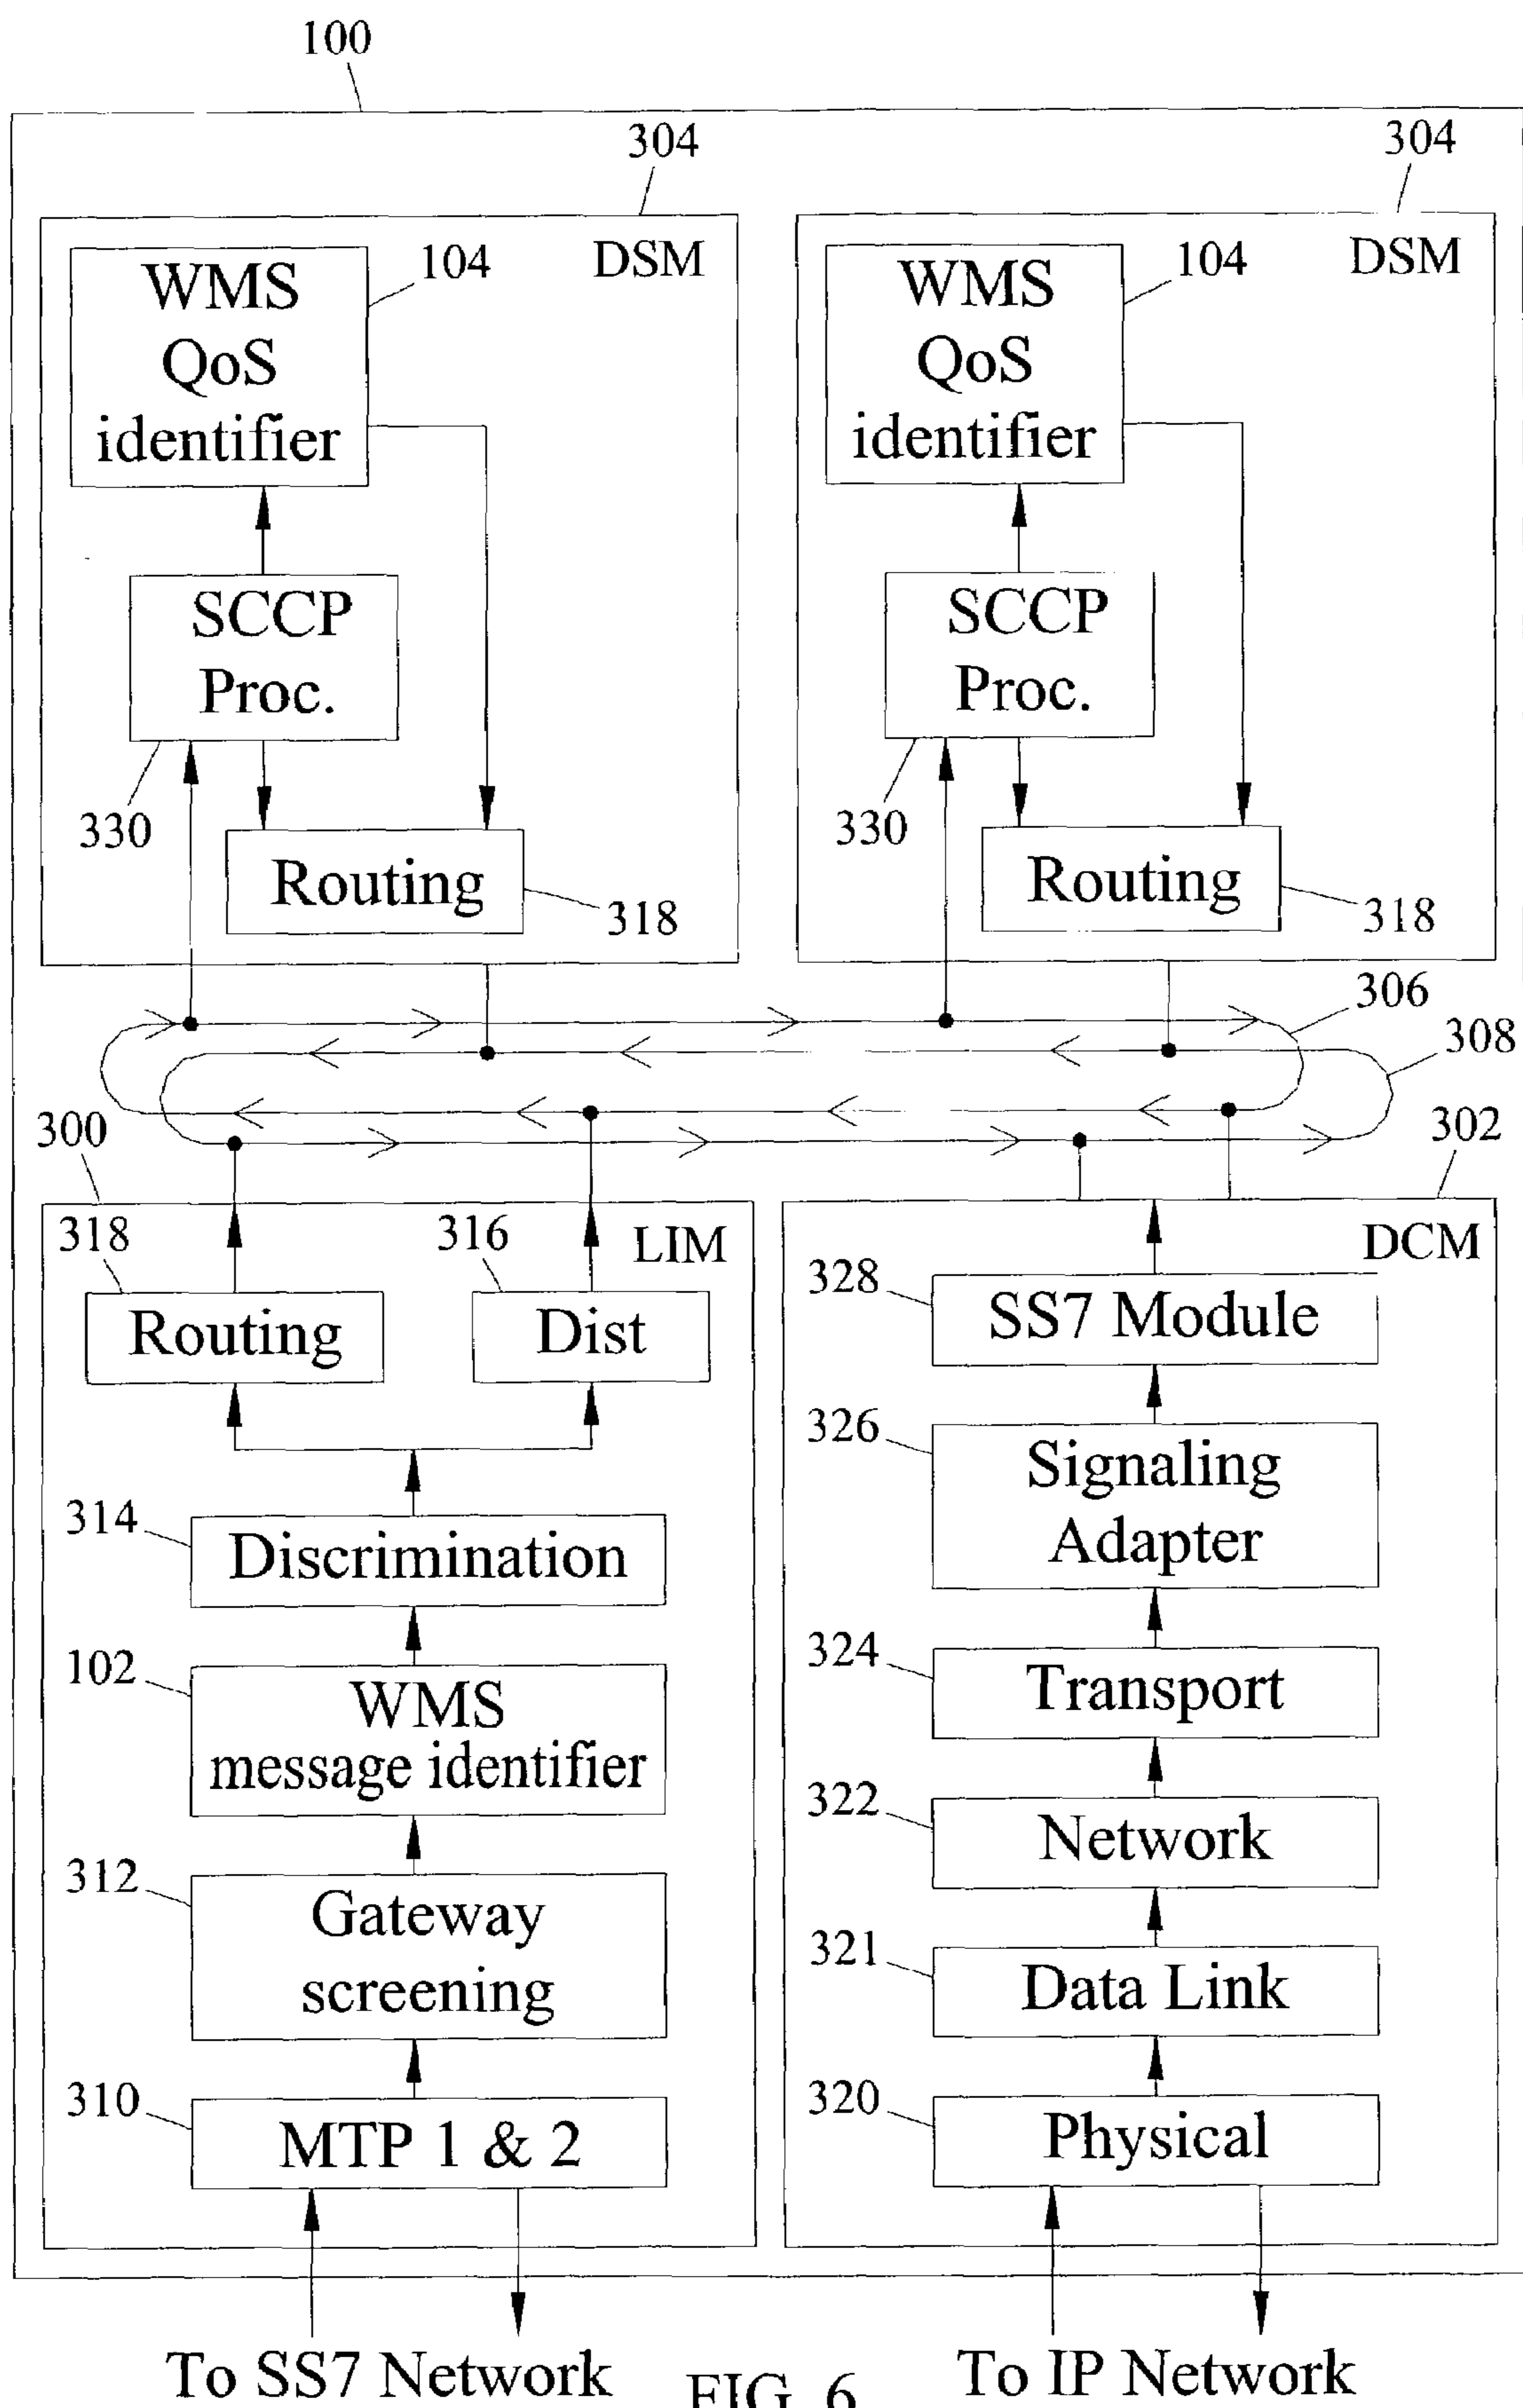 100
304
304
WMS
QoS
identifier
104
DSM
WMS
QoS
identifier
104
DSM
SCCP
Proc.
330
Routing
318
SCCP
Proc.
330
Routing
318
306
308
300
302
318
316
LIM
Routing
Dist
314
Discrimination
102
WMS
message identifier
312
Gateway
screening
310
MTP 1 & 2
DCM
328
SS7 Module
326
Signaling
Adapter
324
Transport
322
Network
321
Data Link
320
Physical
To SS7 Network
FIG. 6
To IP Network